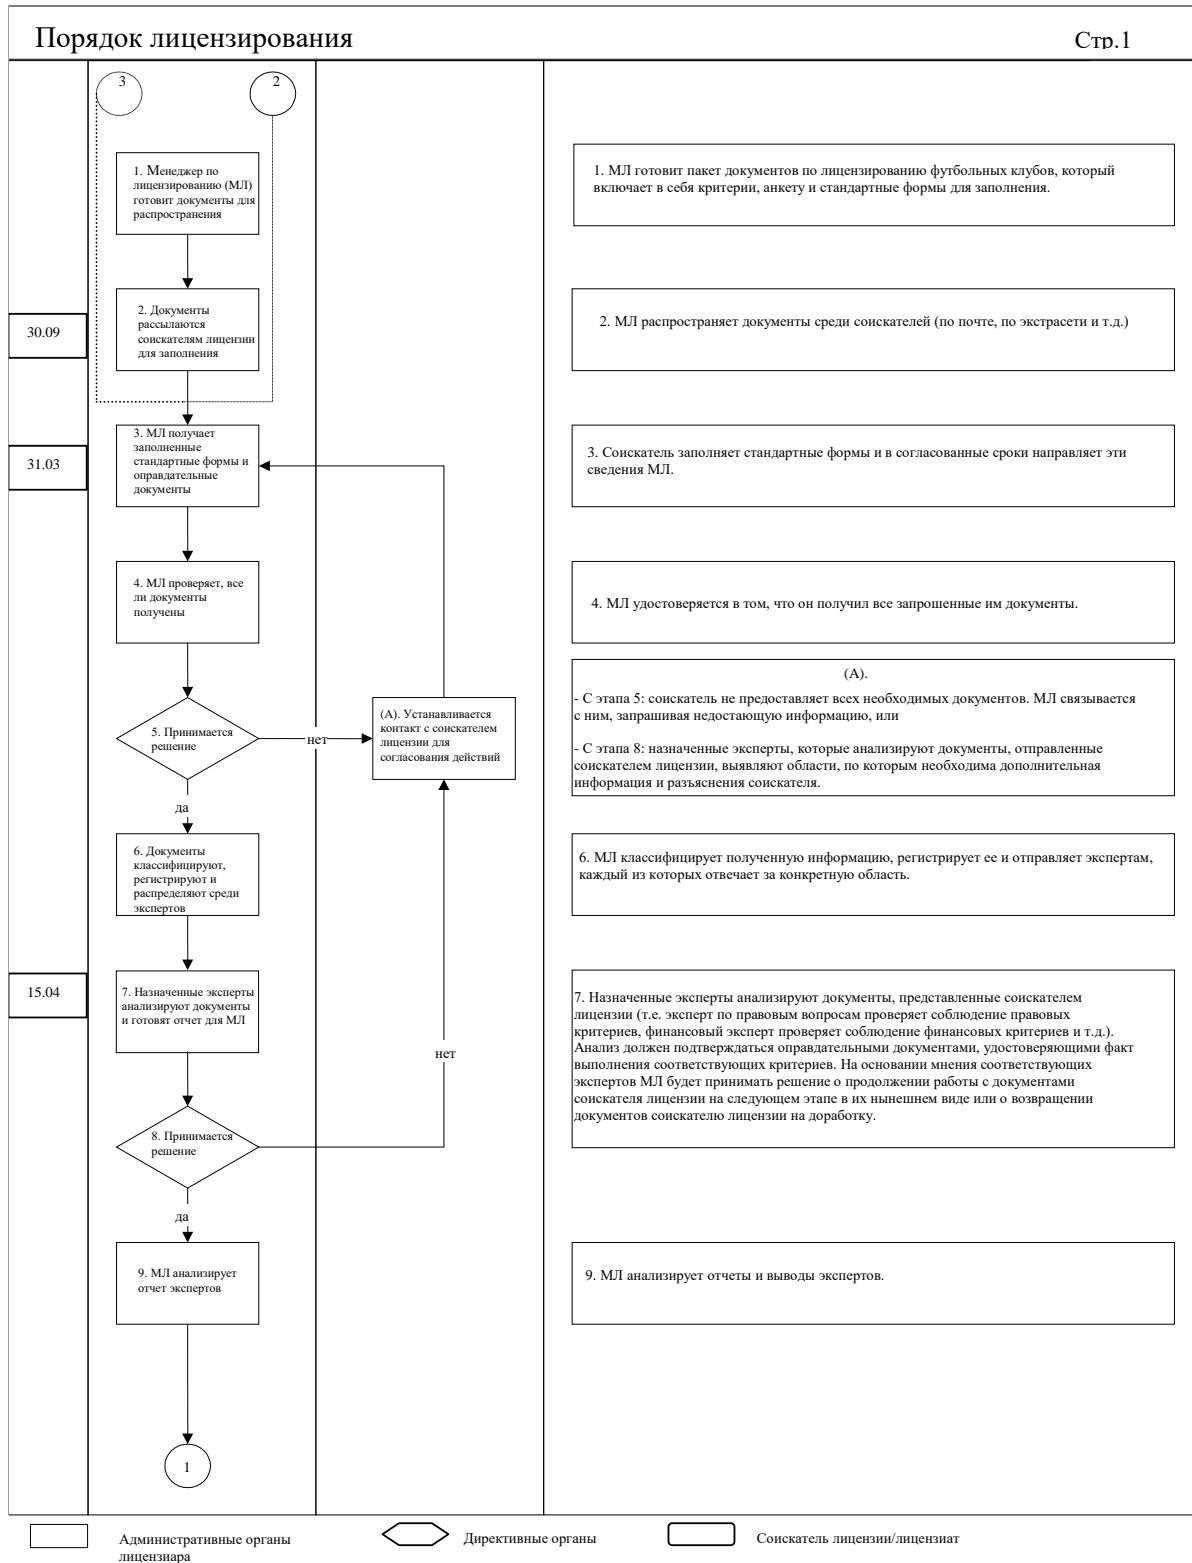 Порядок лицензирования
Стр.1
3
2
1. Менеджер по
лицензированию (МЛ)
готовит документы для
распространения
1. МЛ готовит пакет документов по лицензированию футбольных клубов, который
включает в себя критерии, анкету и стандартные формы для заполнения.
30.09
2. Документы
рассылаются
соискателям лицензии
для заполнения
2. МЛ распространяет документы среди соискателей (по почте, по экстрасети и т.д.)
31.03
3. МЛ получает
заполненные
стандартные формы и
оправдательные
документы
3. Соискатель заполняет стандартные формы и в согласованные сроки направляет эти
сведения МЛ.
4. МЛ проверяет, все
ли документы
получены
4. МЛ удостоверяется в том, что он получил все запрошенные им документы.
5. Принимается
решение
нет
(А). Устанавливается
контакт с соискателем
лицензии для
согласования действий
(А).
- С этапа 5: соискатель не предоставляет всех необходимых документов. МЛ связывается
с ним, запрашивая недостающую информацию, или
- С этапа 8: назначенные эксперты, которые анализируют документы, отправленные
соискателем лицензии, выявляют области, по которым необходима дополнительная
информация и разъяснения соискателя.
да
6. Документы
классифицируют,
регистрируют и
распределяют среди
экспертов
6. МЛ классифицирует полученную информацию, регистрирует ее и отправляет экспертам,
каждый из которых отвечает за конкретную область.
15.04
7. Назначенные эксперты
анализируют документы
и готовят отчет для МЛ
нет
7. Назначенные эксперты анализируют документы, представленные соискателем
лицензии (т.е. эксперт по правовым вопросам проверяет соблюдение правовых
критериев, финансовый эксперт проверяет соблюдение финансовых критериев и т.д.).
Анализ должен подтверждаться оправдательными документами, удостоверяющими факт
выполнения соответствующих критериев. На основании мнения соответствующих
экспертов МЛ будет принимать решение о продолжении работы с документами
соискателя лицензии на следующем этапе в их нынешнем виде или о возвращении
документов соискателю лицензии на доработку.
8. Принимается
решение
да
9. МЛ анализирует
отчет экспертов
9. МЛ анализирует отчеты и выводы экспертов.
1
Административные органы
лицензиара
Директивные органы
Соискатель лицензии/лицензиат